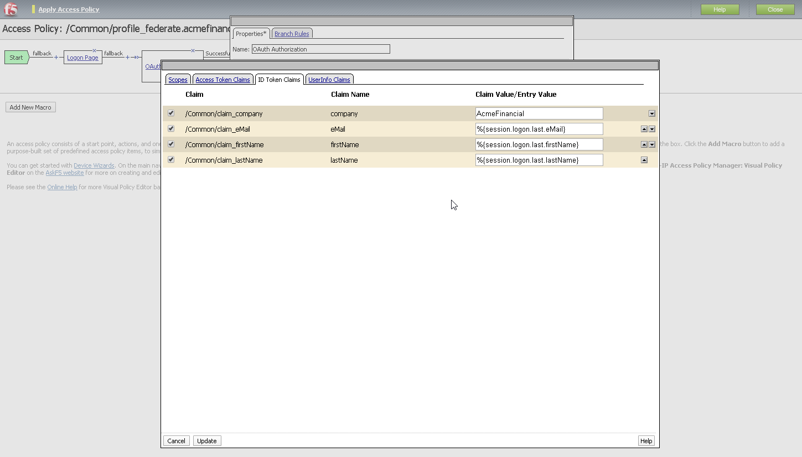 f5 Apply Access Policy Help Close
Access Policy: /Common/profile_federate.acmefinanc
Properties* Branch Rules
Name: OAuth Authorization
Start fallback + Logon Page fallback + OAut Successful
Scopes Access Token Claims ID Token Claims UserInfo Claims
Claim Claim Name Claim Value/Entry Value
/Common/claim_company company AcmeFinancial
/Common/claim_eMail eMail %{session.logon.last.eMail}
/Common/claim_firstName firstName %{session.logon.last.firstName}
/Common/claim_lastName lastName %{session.logon.last.lastName}
Add New Macro
An access policy consists of a start point, actions, and one the box. Click the Add Macro button to add a
purpose-built set of predefined access policy items, to sim
You can get started with Device Wizards. On the main nav IP Access Policy Manager: Visual Policy
Editor on the AskF5 website for more on creating and edi
Please see the Online Help for more Visual Policy Editor ba
Cancel Update Help